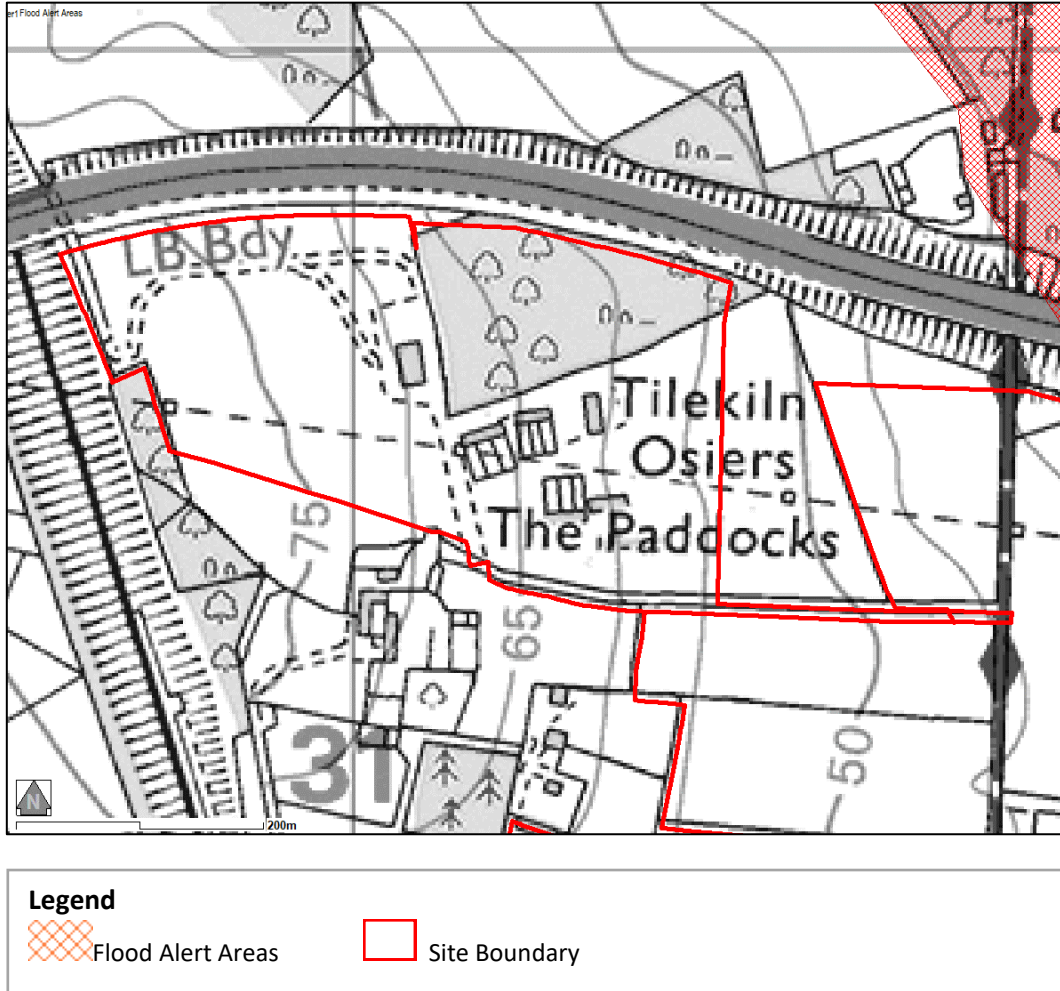 er1 Flood Alert Areas
LB Bdy
Tilekiln
Osiers
The Paddocks
75
65
50
31
N
200m
Legend
Flood Alert Areas
Site Boundary